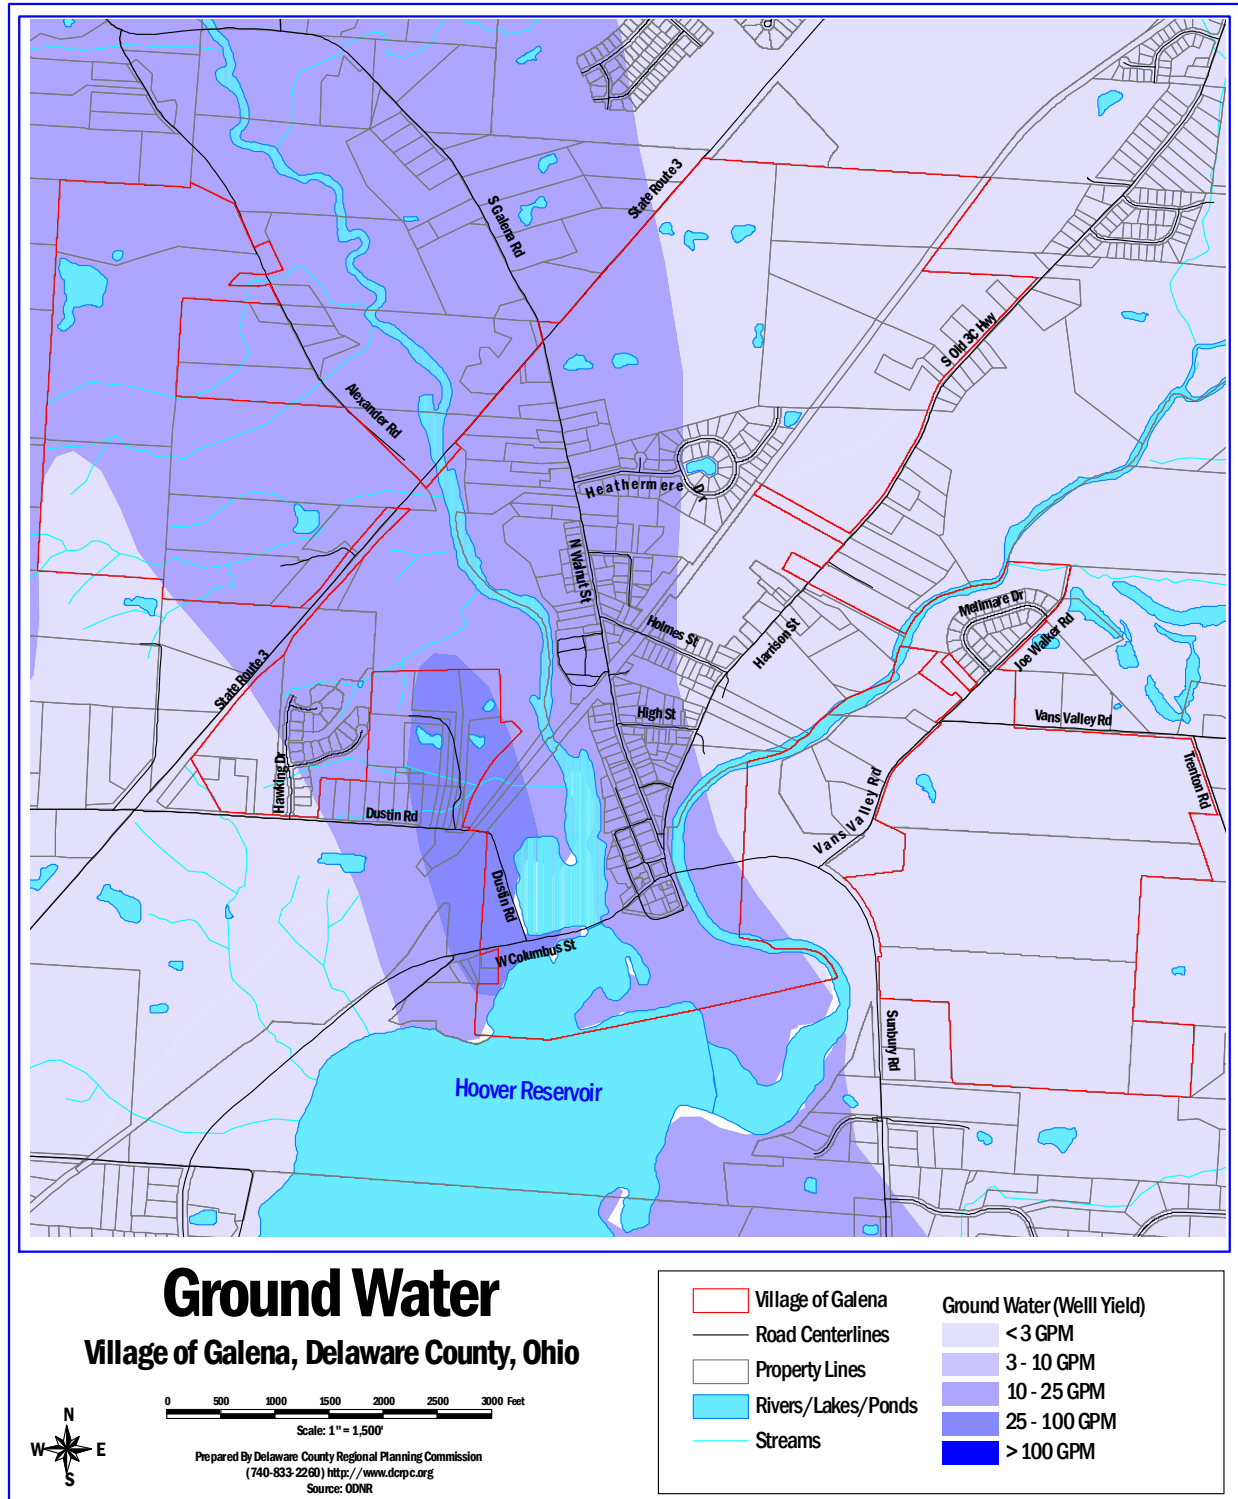 State Route 3
S Galena Rd
S Old 3C Hwy
Alexander Rd
Heathermere Dr
N Walnut St
Holmes St
Harrison St
Mellmare Dr
Joe Walker Rd
State Route 3
High St
Vans Valley Rd
Trenton Rd
Hawking Dr
Dustin Rd
Vans Valley Rd
Dustin Rd
W Columbus St
Sunbury Rd
Hoover Reservoir
Ground Water
Village of Galena, Delaware County, Ohio
0 500 1000 1500 2000 2500 3000 Feet
Scale: 1" = 1,500'
N
W E
S
Prepared By Delaware County Regional Planning Commission
(740-833-2260) http://www.dcrpc.org
Source: ODNR
Village of Galena
Road Centerlines
Property Lines
Rivers/Lakes/Ponds
Streams
Ground Water (Welll Yield)
< 3 GPM
3 - 10 GPM
10 - 25 GPM
25 - 100 GPM
> 100 GPM